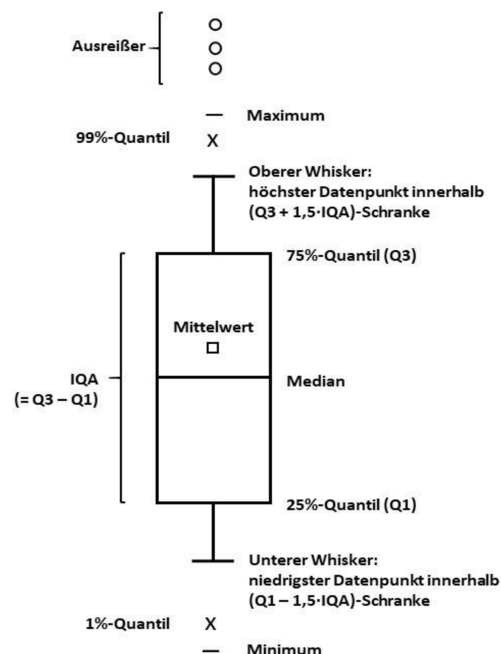 Ausreißer
Maximum
99%-Quantil
X
Oberer Whisker:
höchster Datenpunkt innerhalb
(Q3 + 1,5·IQA)-Schranke
75%-Quantil (Q3)
Mittelwert
IQA
(= Q3 – Q1)
Median
25%-Quantil (Q1)
Unterer Whisker:
niedrigster Datenpunkt innerhalb
(Q1 – 1,5·IQA)-Schranke
1%-Quantil
X
Minimum